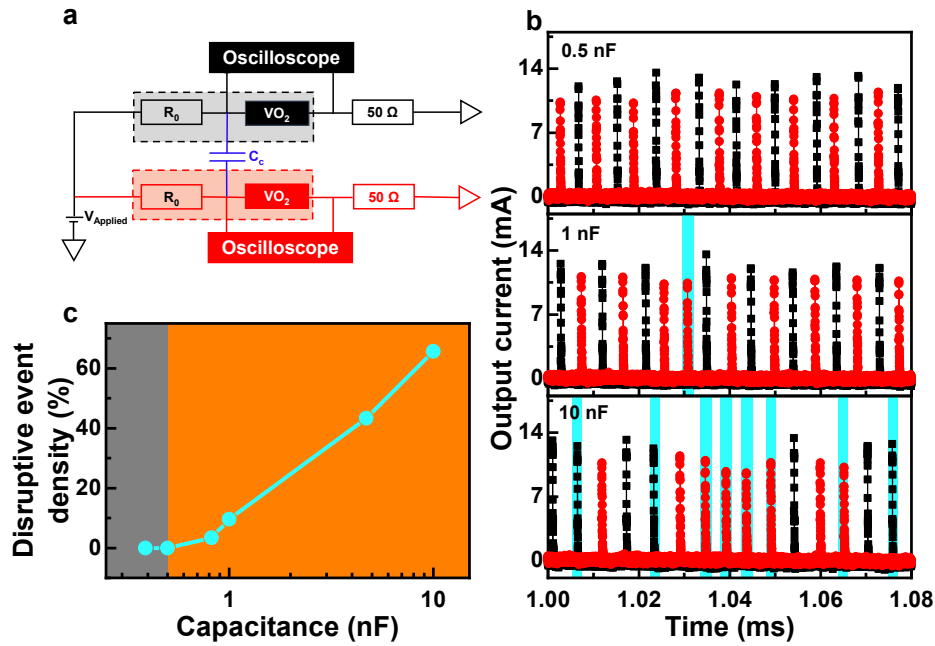 a
Oscilloscope
R₀
VO₂
50 Ω
C_c
R₀
VO₂
50 Ω
V_Applied
Oscilloscope
b
Output current (mA)
0.5 nF
14
7
0
1 nF
14
7
0
10 nF
14
7
0
1.00
1.02
1.04
1.06
1.08
Time (ms)
c
Disruptive event
density (%)
60
40
20
0
1
10
Capacitance (nF)